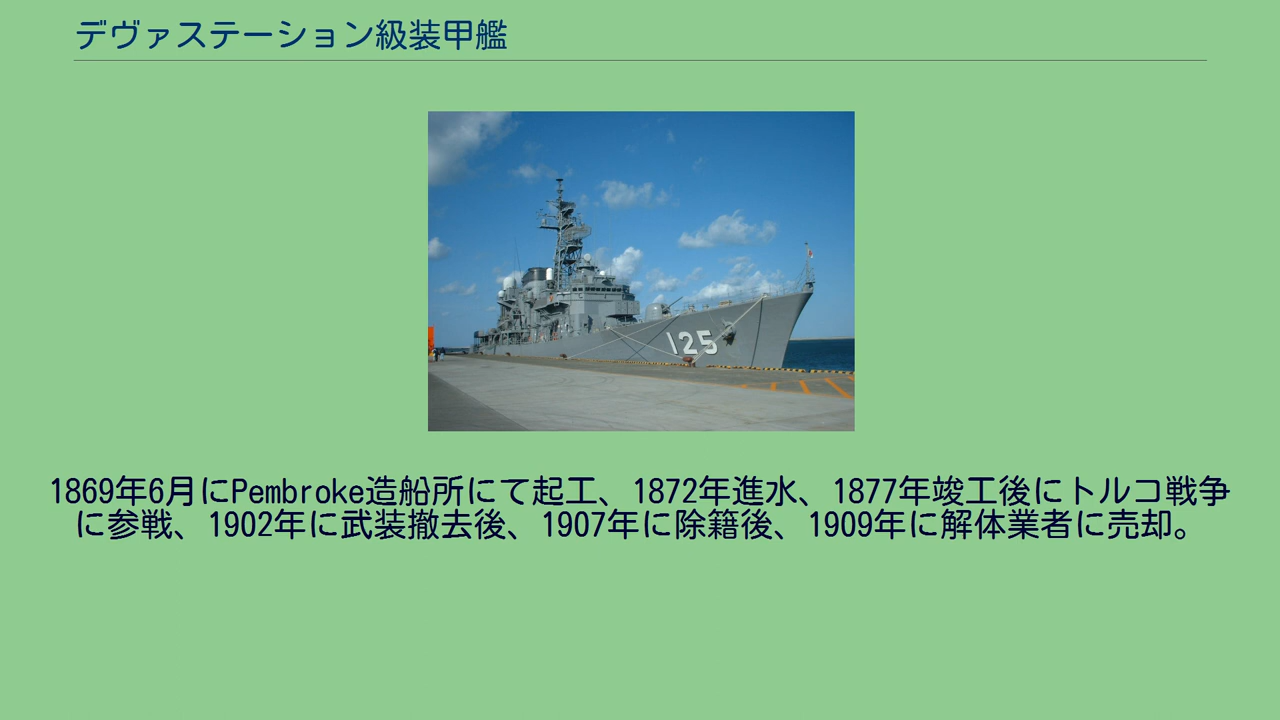 デヴァステーション級装甲艦
125
1869年6月にPembroke造船所にて起工、1872年進水、1877年竣工後にトルコ戦争
に参戦、1902年に武装撤去後、1907年に除籍後、1909年に解体業者に売却。